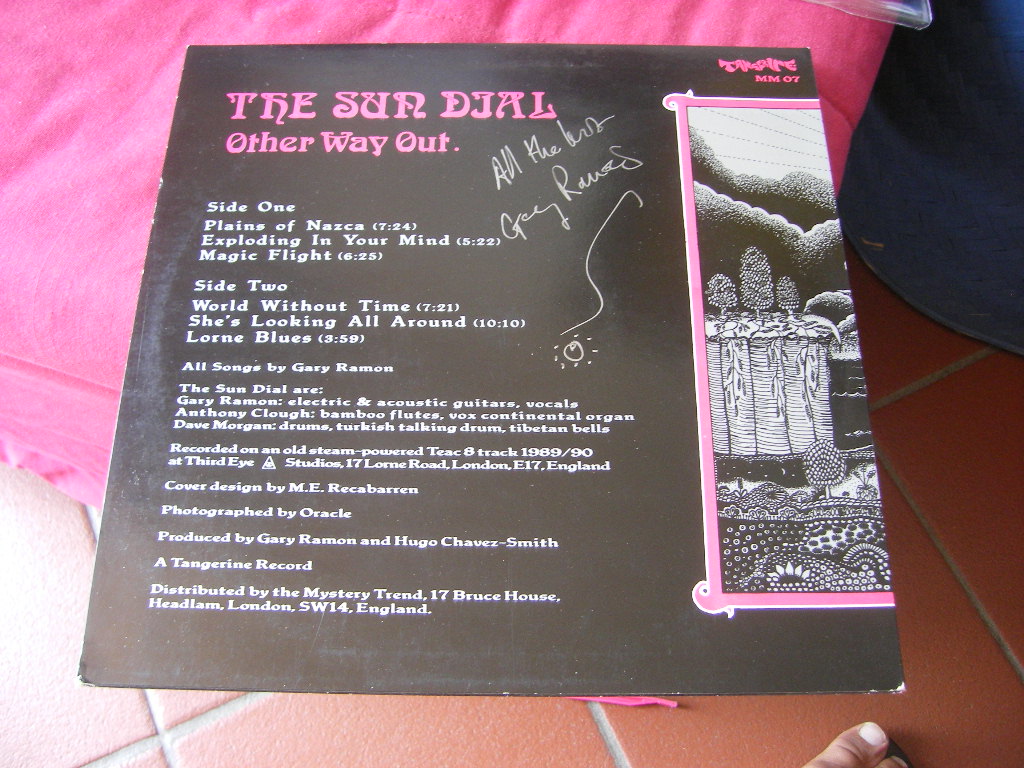 TANGERINE
MM 07
THE SUN DIAL
Other Way Out.
All the best
Gary Ramon
Side One
Plains of Nazca (7:24)
Exploding In Your Mind (5:22)
Magic Flight (6:25)
Side Two
World Without Time (7:21)
She's Looking All Around (10:10)
Lorne Blues (3:59)
All Songs by Gary Ramon
The Sun Dial are:
Gary Ramon: electric & acoustic guitars, vocals
Anthony Clough: bamboo flutes, vox continental organ
Dave Morgan: drums, turkish talking drum, tibetan bells
Recorded on an old steam-powered Teac 8 track 1989/90
at Third Eye Studios, 17 Lorne Road, London, E17, England
Cover design by M.E. Recabarren
Photographed by Oracle
Produced by Gary Ramon and Hugo Chavez-Smith
A Tangerine Record
Distributed by the Mystery Trend, 17 Bruce House,
Headlam, London, SW14, England.